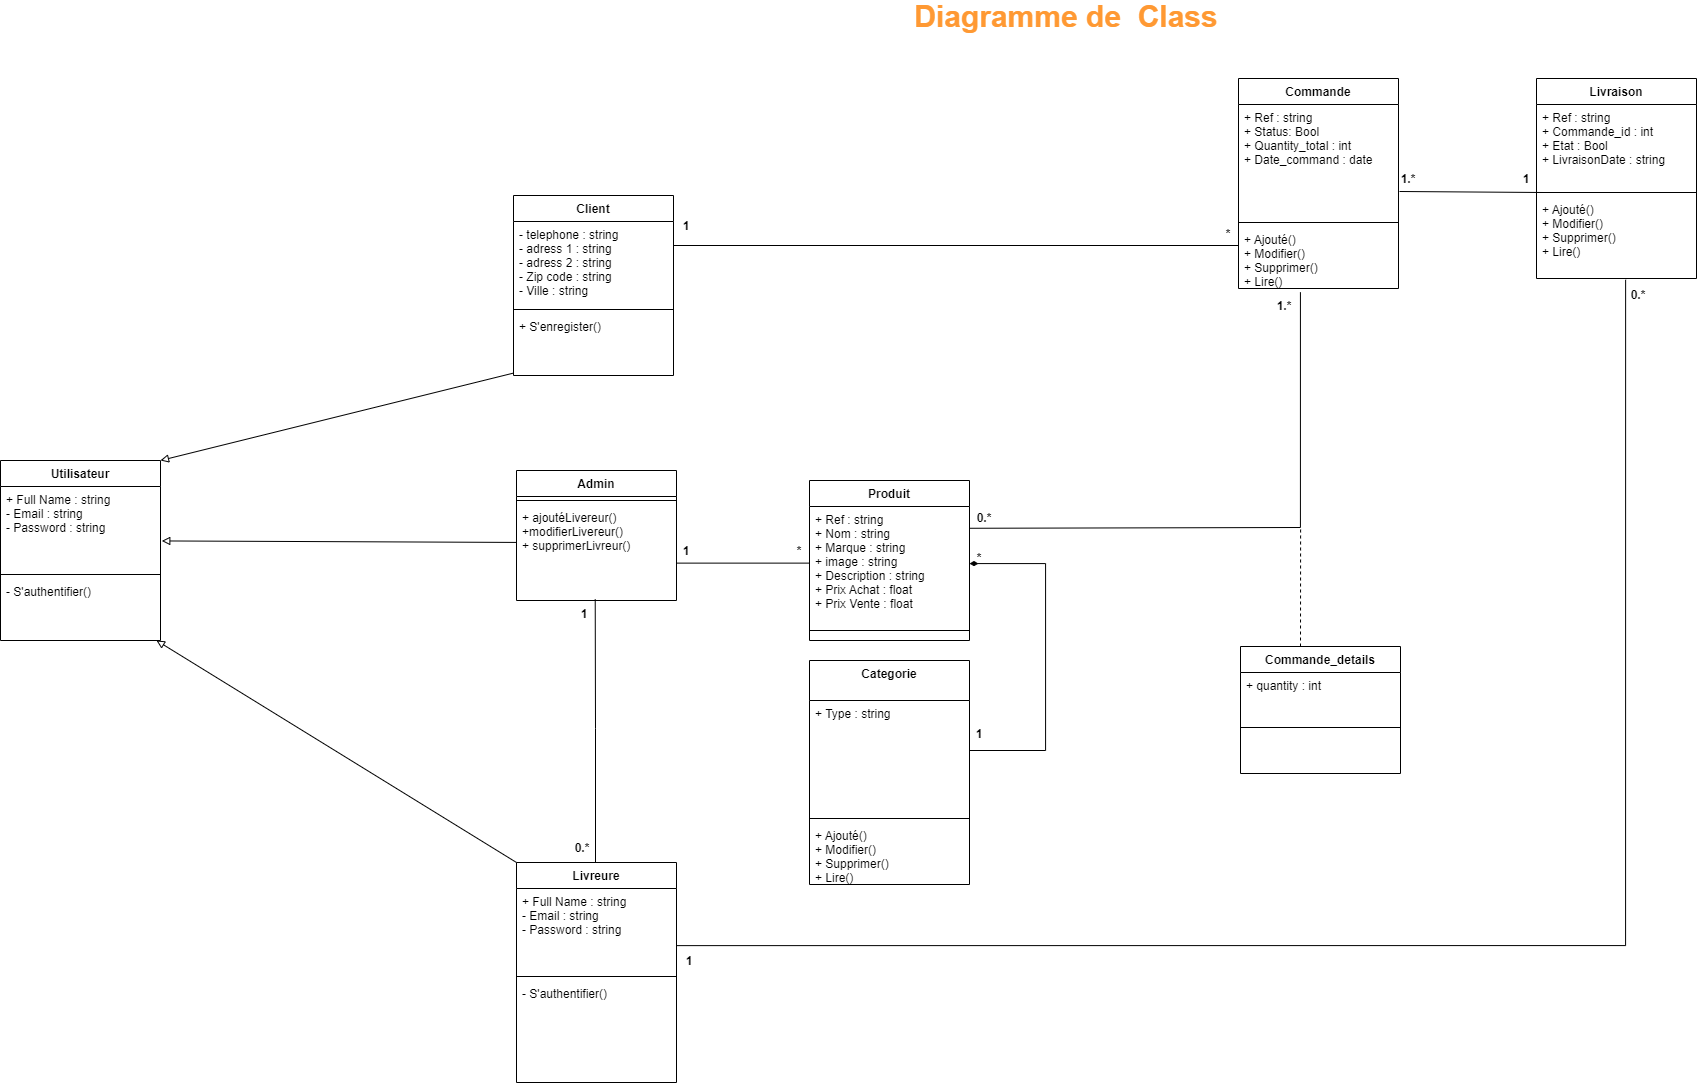 Diagramme de  Class
Commande
+ Ref : string
+ Status: Bool
+ Quantity_total : int
+ Date_command : date
+ Ajouté()
+ Modifier()
+ Supprimer()
+ Lire()
Livraison
+ Ref : string
+ Commande_id : int
+ Etat : Bool
+ LivraisonDate : string
+ Ajouté()
+ Modifier()
+ Supprimer()
+ Lire()
1.*
1
Client
- telephone : string
- adress 1 : string
- adress 2 : string
- Zip code : string
- Ville : string
+ S'enregister()
1
*
1.*
0.*
Utilisateur
+ Full Name : string
- Email : string
- Password : string
- S'authentifier()
Admin
+ ajoutéLivereur()
+modifierLivereur()
+ supprimerLivreur()
1
*
1
Produit
+ Ref : string
+ Nom : string
+ Marque : string
+ image : string
+ Description : string
+ Prix Achat : float
+ Prix Vente : float
0.*
*
Categorie
+ Type : string
+ Ajouté()
+ Modifier()
+ Supprimer()
+ Lire()
1
Commande_details
+ quantity : int
0.*
Livreure
+ Full Name : string
- Email : string
- Password : string
- S'authentifier()
1